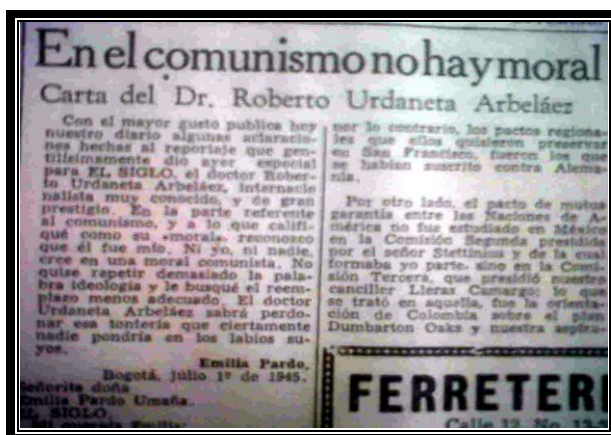 En el comunismo no hay moral
Carta del Dr. Roberto Urdaneta Arbeláez
Con el mayor gusto publica hoy
nuestro diario algunas aclaracio-
nes hechas al reportaje que gen-
tilísimamente dio ayer especial
para EL SIGLO, el doctor Rober-
to Urdaneta Arbeláez, internacio
nalista muy conocido, y de gran
prestigio. En la parte referente
al comunismo, y a lo que califi-
qué como su «moral», reconozco
que él fue mío. Ni yo, ni nadie,
cree en una moral comunista. No
quise repetir demasiado la pala-
bra ideología y le busqué el reem-
plazo menos adecuado. El doctor
Urdaneta Arbeláez sabrá perdo-
nar esa tontería que ciertamente
nadie pondría en los labios su-
yos.
Emilia Pardo.
Bogotá, julio 1º de 1945.
Señorita doña
Emilia Pardo Umaña.
EL SIGLO.
Mi querida Emilia:
por lo contrario, los pactos regiona-
les que ellos quisieron preservar
en San Francisco, fueron los que
se habían suscrito contra Alema-
nia.
Por otro lado, el pacto de mutua
garantía entre las Naciones de A-
mérica no fue estudiado en México
en la Comisión Segunda presidida
por el señor Stettinius y de la cual
formaba yo parte, sino en la Comi-
sión Tercera, que presidió nuestro
canciller Lleras Camargo; lo que
se trató en aquella, fue la orienta-
ción de Colombia sobre el plan
Dumbarton Oaks y nuestra aspira-
FERRETERI
Calle 12 No.